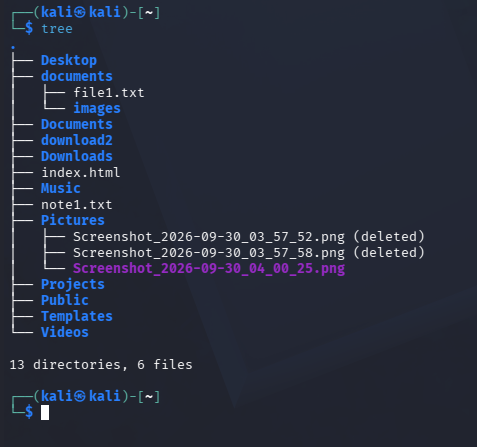 ┌──(kali㉿kali)-[~]
└─$ tree
.
├── Desktop
├── documents
│   ├── file1.txt
│   └── images
├── Documents
├── download2
├── Downloads
├── index.html
├── Music
├── note1.txt
├── Pictures
│   ├── Screenshot_2026-09-30_03_57_52.png (deleted)
│   ├── Screenshot_2026-09-30_03_57_58.png (deleted)
│   └── Screenshot_2026-09-30_04_00_25.png
├── Projects
├── Public
├── Templates
└── Videos
13 directories, 6 files
┌──(kali㉿kali)-[~]
└─$